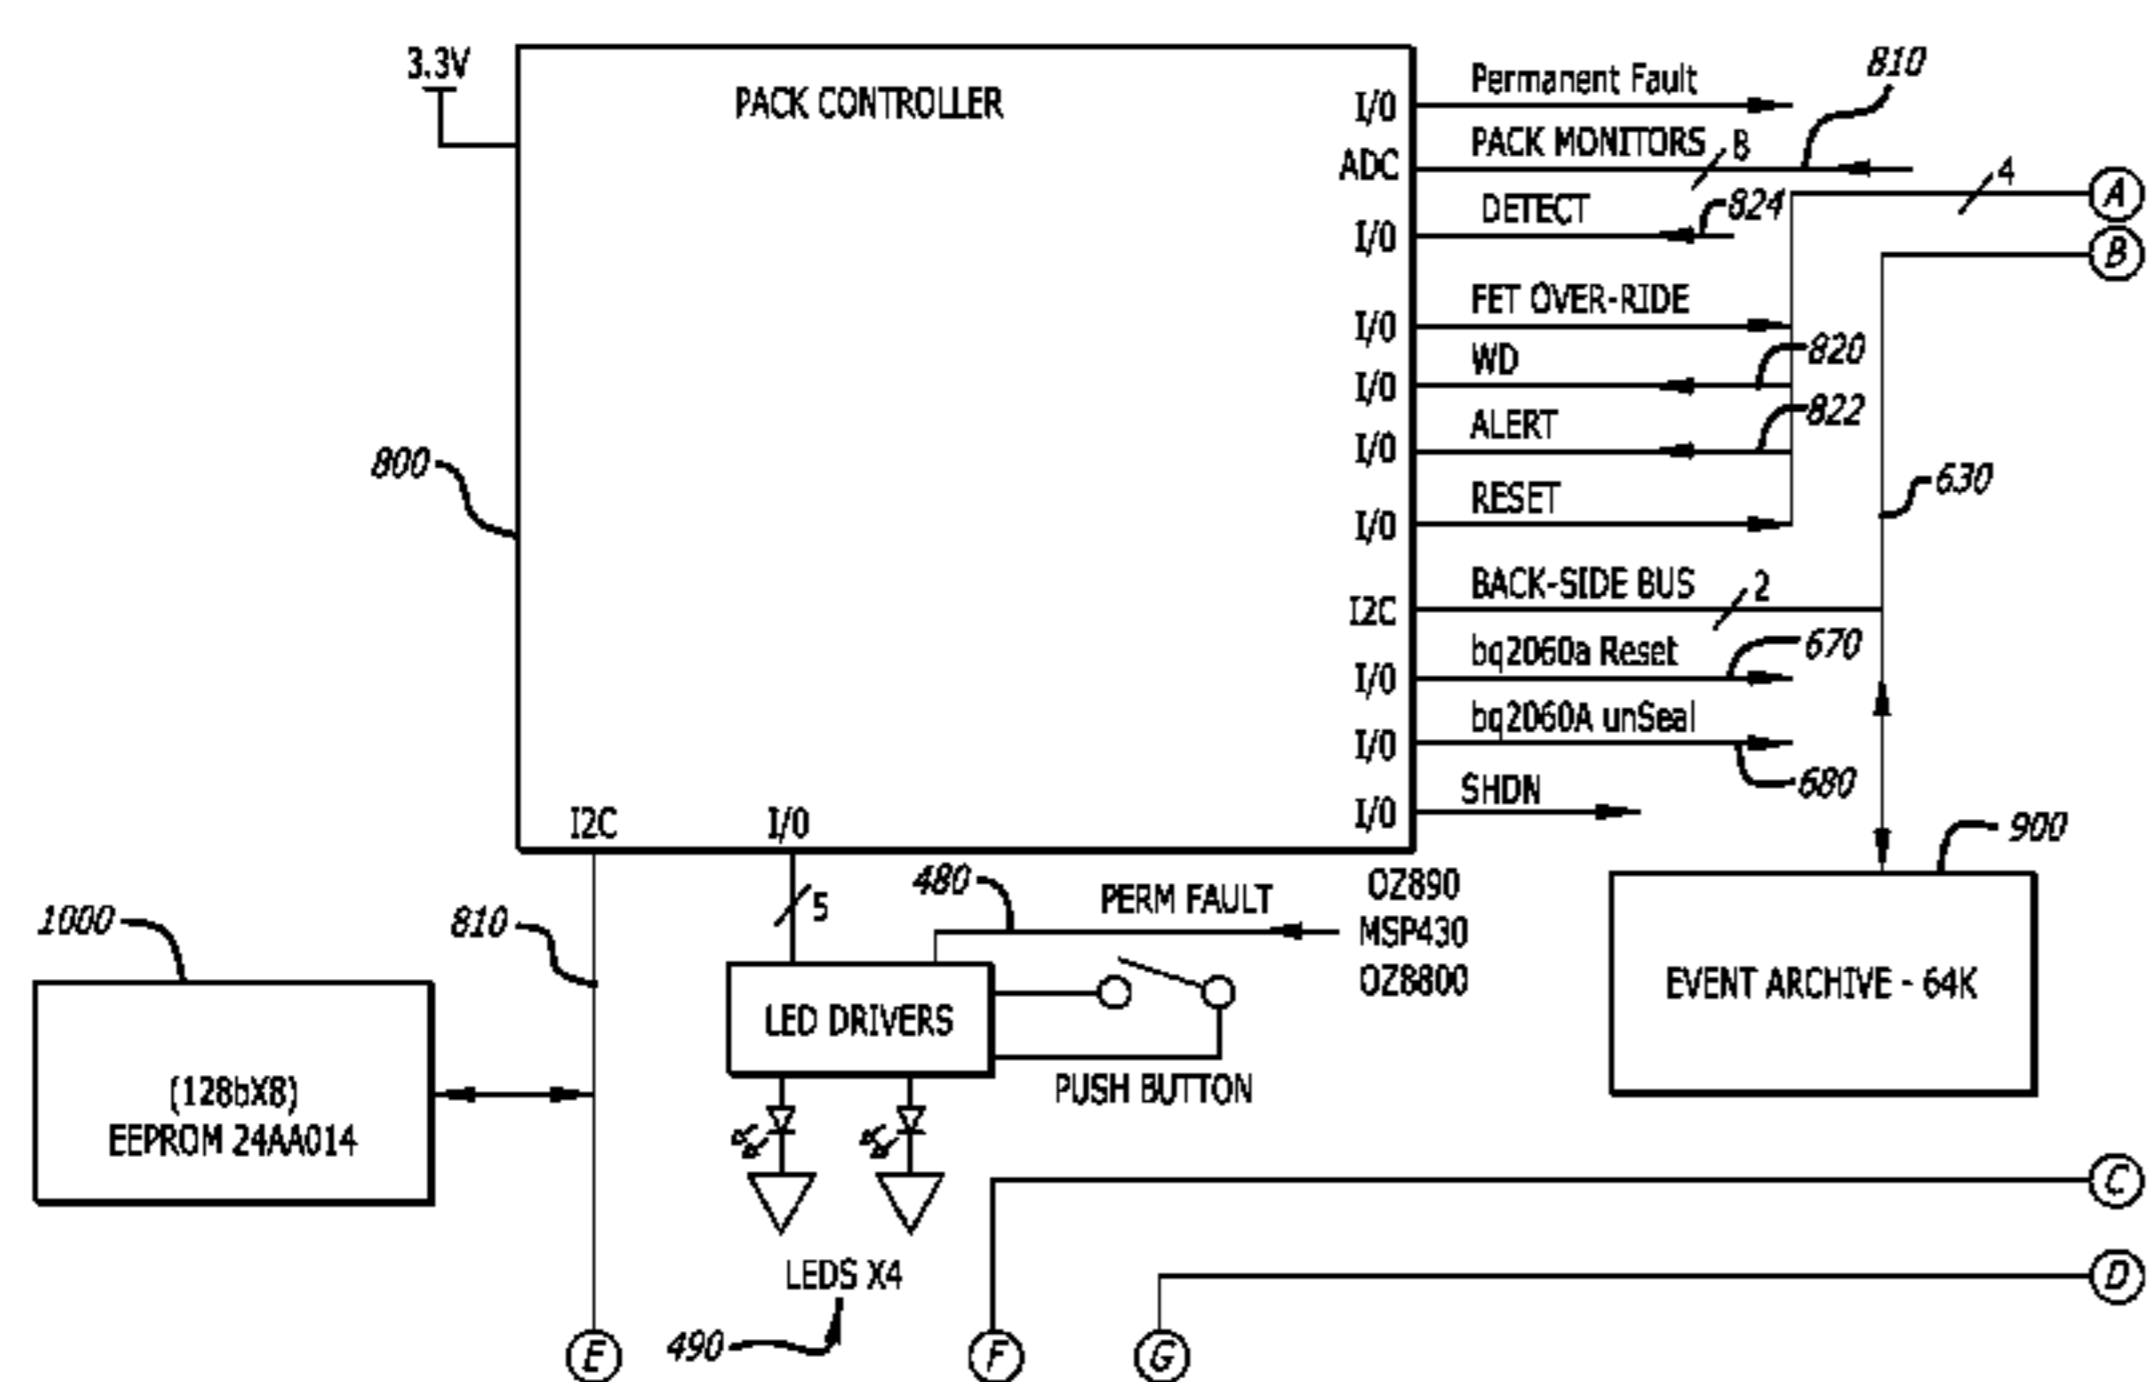 3.3V
PACK CONTROLLER
I/O
Permanent Fault
810
ADC
PACK MONITORS
8
4
A
I/O
DETECT
824
B
I/O
FET OVER-RIDE
I/O
WD
820
I/O
ALERT
822
800
I/O
RESET
630
I2C
BACK-SIDE BUS
2
I/O
bq2060a Reset
670
I/O
bq2060A unSeal
680
I/O
SHDN
I2C
I/O
900
1000
810
5
480
PERM FAULT
OZ890
MSP430
OZ8800
LED DRIVERS
EVENT ARCHIVE - 64K
PUSH BUTTON
(128bX8)
EEPROM 24AA014
C
LEDS X4
D
490
E
F
G